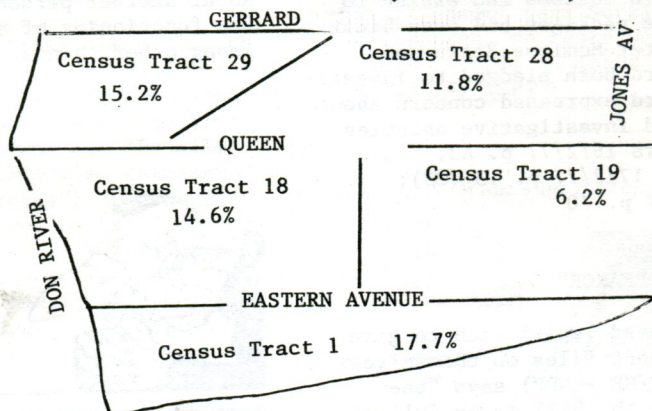 GERRARD
JONES AV
Census Tract 29
15.2%
Census Tract 28
11.8%
QUEEN
Census Tract 18
14.6%
Census Tract 19
6.2%
DON RIVER
EASTERN AVENUE
Census Tract 1 17.7%